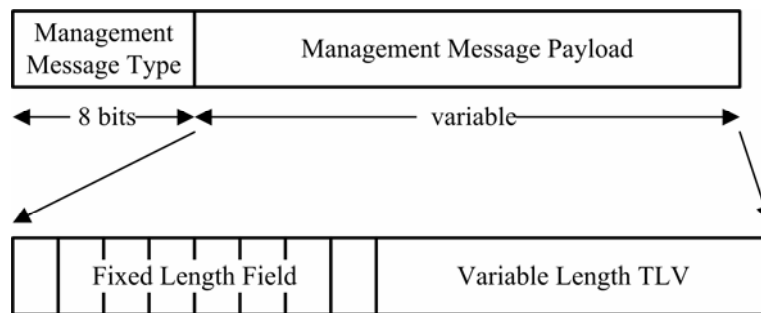 Management
Message Type
Management Message Payload
8 bits
variable
Fixed Length Field
Variable Length TLV